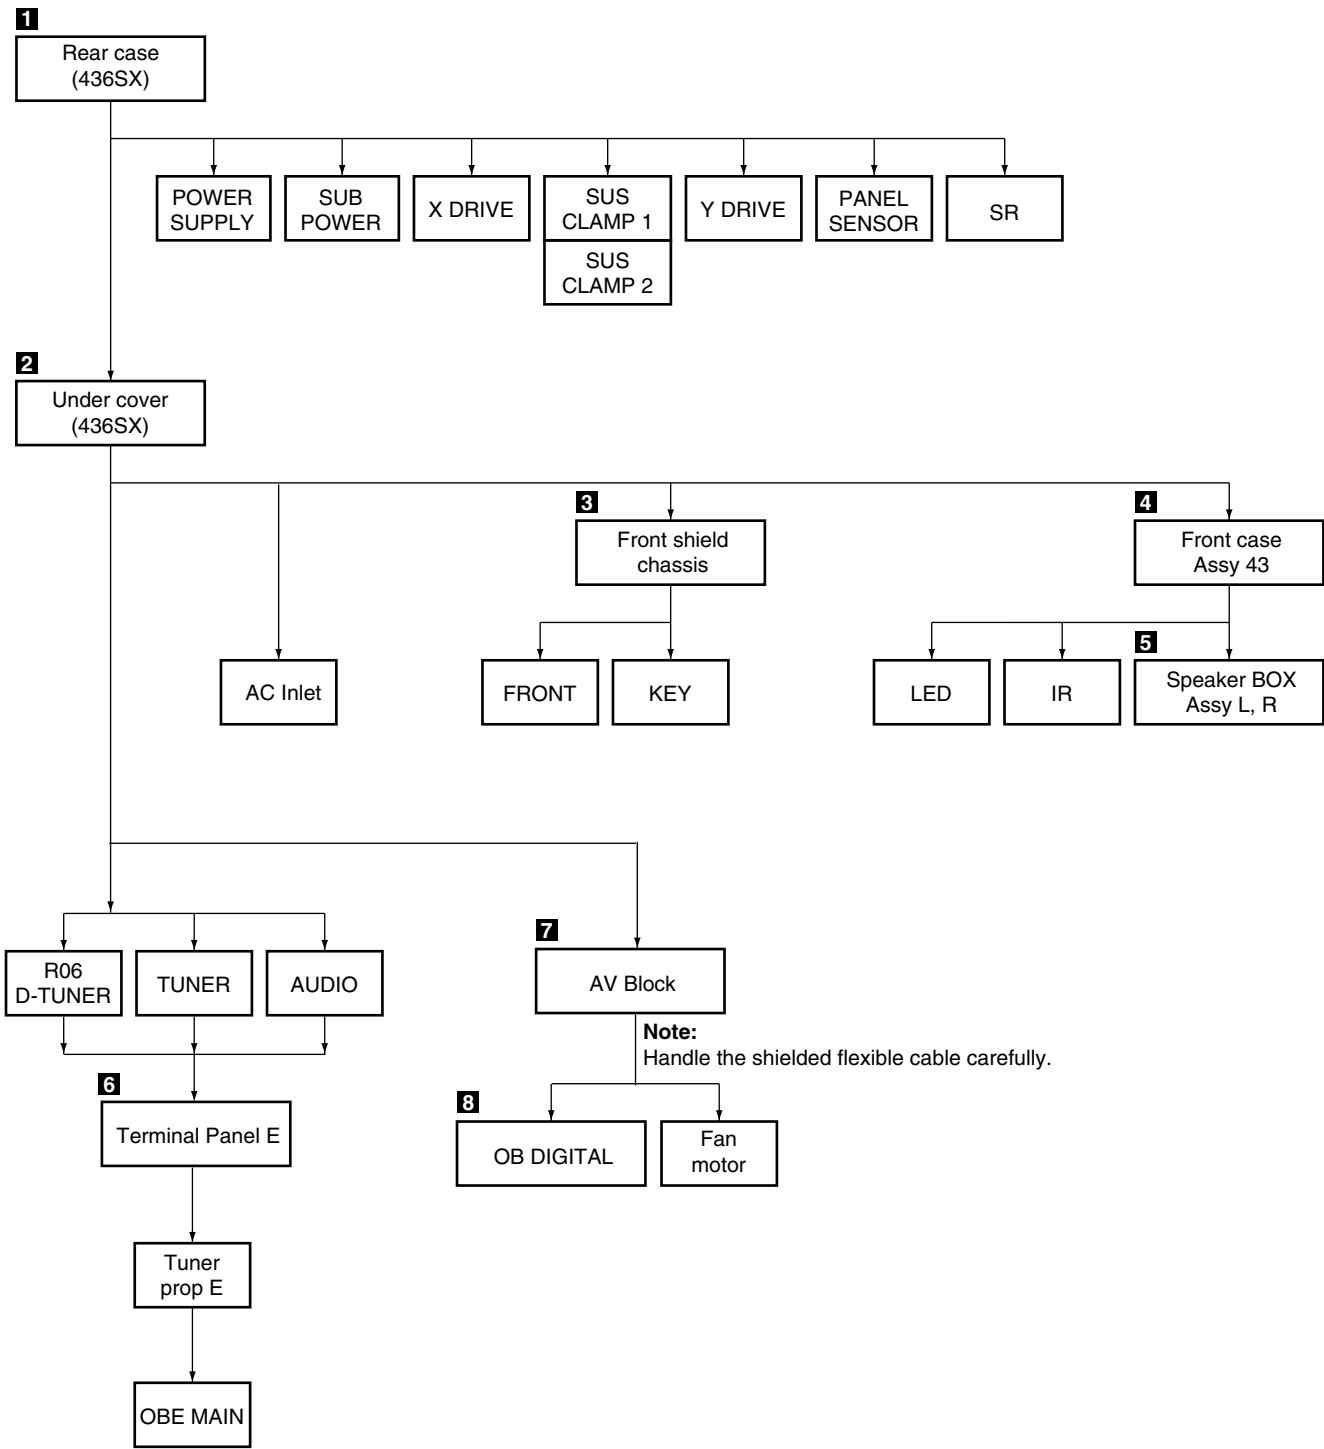 1
Rear case
(436SX)
POWER
SUPPLY
SUB
POWER
X DRIVE
SUS
CLAMP 1
SUS
CLAMP 2
Y DRIVE
PANEL
SENSOR
SR
2
Under cover
(436SX)
3
Front shield
chassis
4
Front case
Assy 43
AC Inlet
FRONT
KEY
LED
IR
5
Speaker BOX
Assy L, R
R06
D-TUNER
TUNER
AUDIO
7
AV Block
Note:
Handle the shielded flexible cable carefully.
6
Terminal Panel E
8
OB DIGITAL
Fan
motor
Tuner
prop E
OBE MAIN